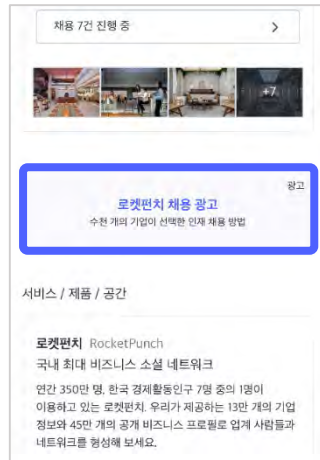 채용 7건 진행 중
+7
광고
로켓펀치 채용 광고
수천 개의 기업이 선택한 인재 채용 방법
서비스 / 제품 / 공간
로켓펀치 RocketPunch
국내 최대 비즈니스 소셜 네트워크
연간 350만 명, 한국 경제활동인구 7명 중의 1명이
이용하고 있는 로켓펀치. 우리가 제공하는 13만 개의 기업
정보와 45만 개의 공개 비즈니스 프로필로 업계 사람들과
네트워크를 형성해 보세요.